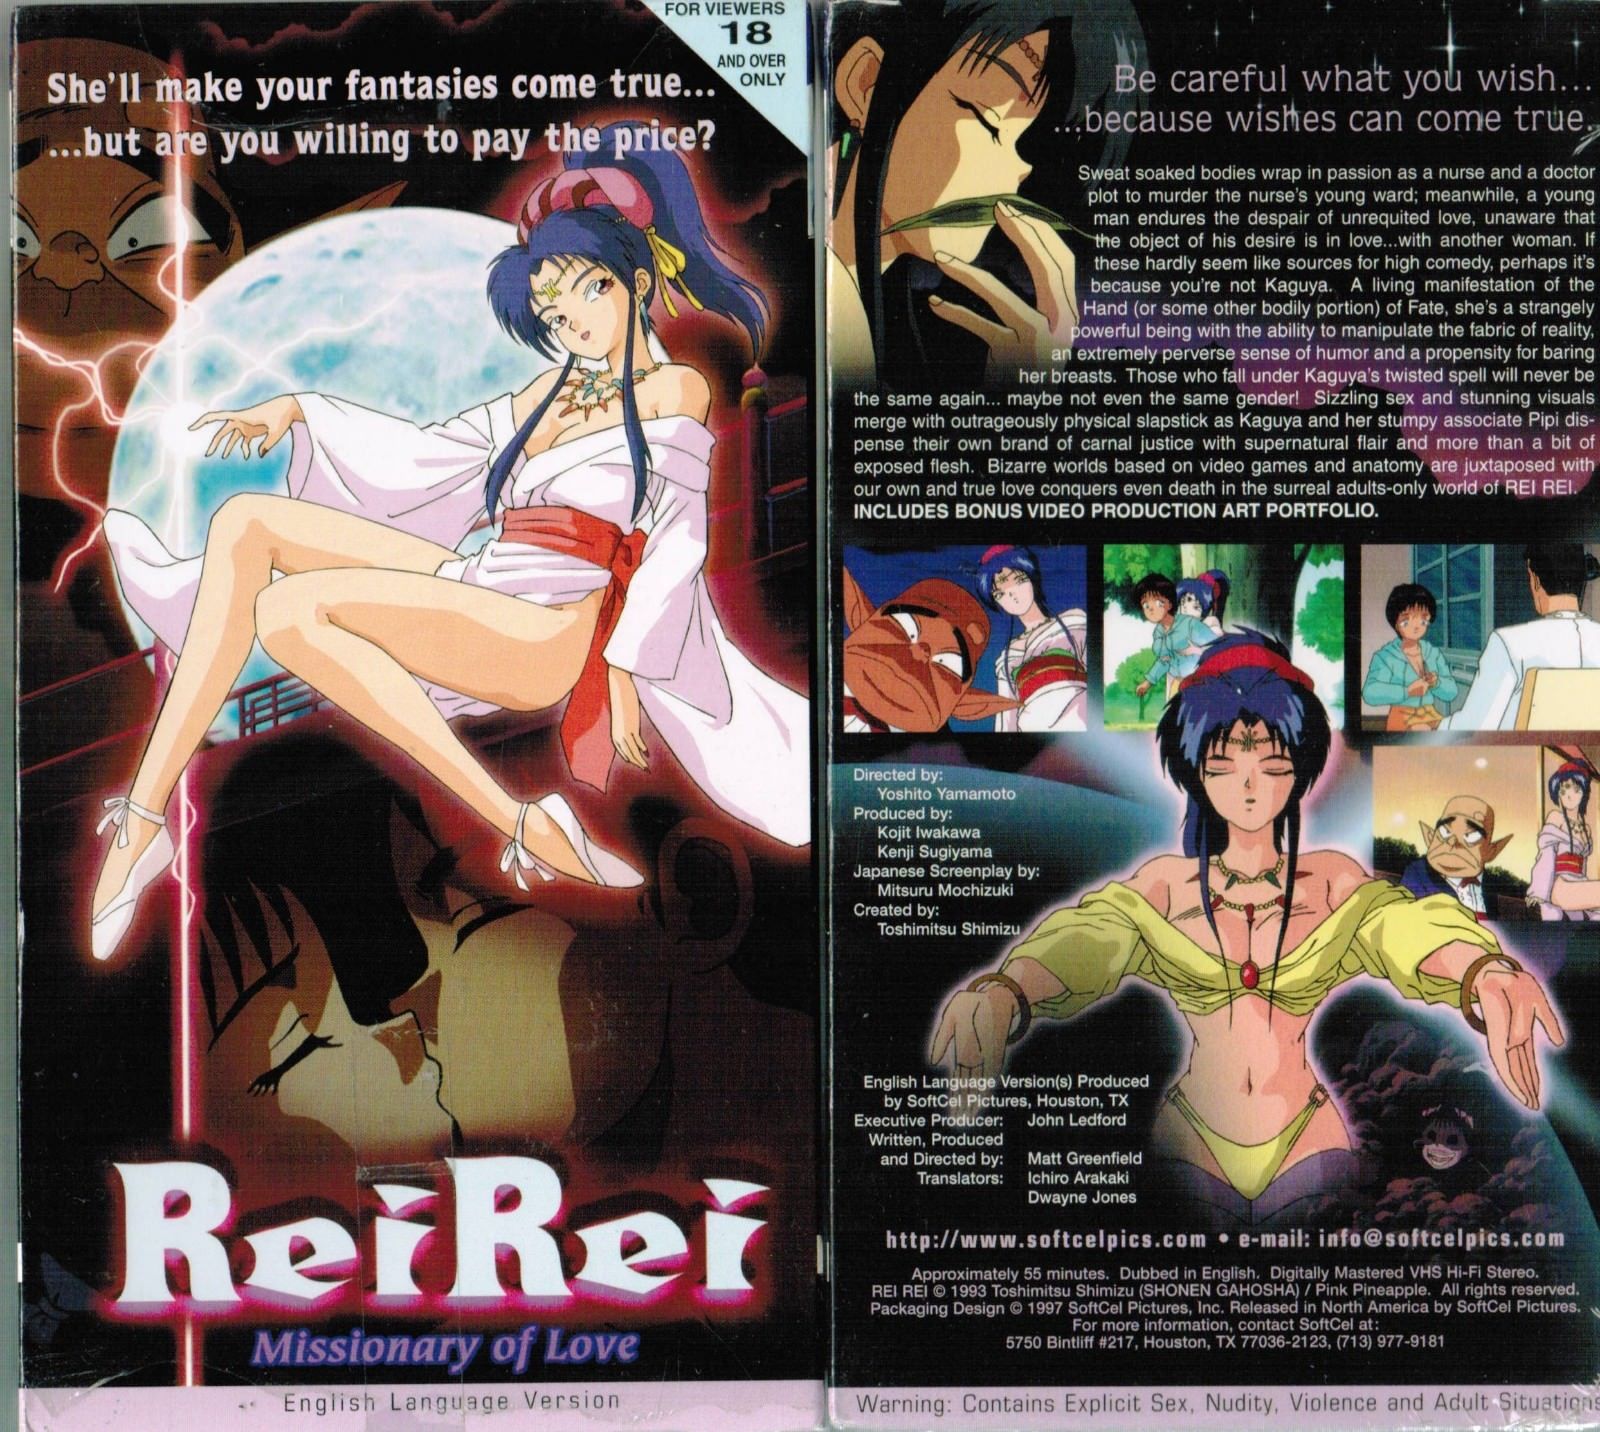 FOR VIEWERS
18
AND OVER
ONLY
She'll make your fantasies come true...
...but are you willing to pay the price?
ReiRei
Missionary of Love
English Language Version
Be careful what you wish...
...because wishes can come true.
Sweat soaked bodies wrap in passion as a nurse and a doctor
plot to murder the nurse's young ward; meanwhile, a young
man endures the despair of unrequited love, unaware that
the object of his desire is in love...with another woman. If
these hardly seem like sources for high comedy, perhaps it's
because you're not Kaguya. A living manifestation of the
Hand (or some other bodily portion) of Fate, she's a strangely
powerful being with the ability to manipulate the fabric of reality,
an extremely perverse sense of humor and a propensity for baring
her breasts. Those who fall under Kaguya's twisted spell will never be
the same again... maybe not even the same gender! Sizzling sex and stunning visuals
merge with outrageously physical slapstick as Kaguya and her stumpy associate Pipi dis-
pense their own brand of carnal justice with supernatural flair and more than a bit of
exposed flesh. Bizarre worlds based on video games and anatomy are juxtaposed with
our own and true love conquers even death in the surreal adults-only world of REI REI.
INCLUDES BONUS VIDEO PRODUCTION ART PORTFOLIO.
Directed by:
Yoshito Yamamoto
Produced by:
Kojit Iwakawa
Kenji Sugiyama
Japanese Screenplay by:
Mitsuru Mochizuki
Created by:
Toshimitsu Shimizu
English Language Version(s) Produced
by SoftCel Pictures, Houston, TX
Executive Producer: John Ledford
Written, Produced
and Directed by: Matt Greenfield
Translators: Ichiro Arakaki
Dwayne Jones
http://www.softcelpics.com • e-mail: info@softcelpics.com
Approximately 55 minutes. Dubbed in English. Digitally Mastered VHS Hi-Fi Stereo.
REI REI © 1993 Toshimitsu Shimizu (SHONEN GAHOSHA) / Pink Pineapple. All rights reserved.
Packaging Design © 1997 SoftCel Pictures, Inc. Released in North America by SoftCel Pictures.
For more information, contact SoftCel at:
5750 Bintliff #217, Houston, TX 77036-2123, (713) 977-9181
Warning: Contains Explicit Sex, Nudity, Violence and Adult Situations